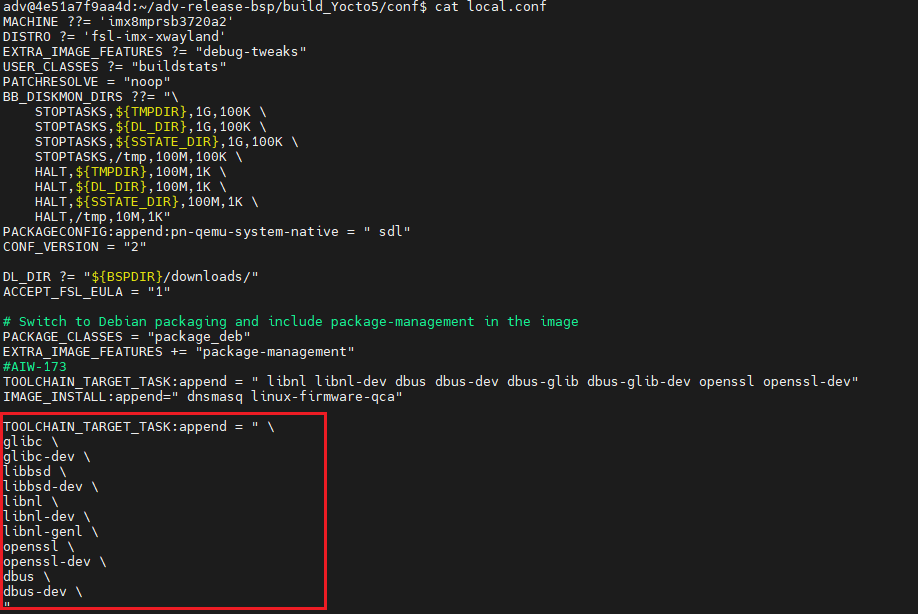 adv@4e51a7f9aa4d:~/adv-release-bsp/build_Yocto5/conf$ cat local.conf
MACHINE ??= 'imx8mprsb3720a2'
DISTRO ?= 'fsl-imx-xwayland'
EXTRA_IMAGE_FEATURES ?= "debug-tweaks"
USER_CLASSES ?= "buildstats"
PATCHRESOLVE = "noop"
BB_DISKMON_DIRS ??= "\
    STOPTASKS,${TMPDIR},1G,100K \
    STOPTASKS,${DL_DIR},1G,100K \
    STOPTASKS,${SSTATE_DIR},1G,100K \
    STOPTASKS,/tmp,100M,100K \
    HALT,${TMPDIR},100M,1K \
    HALT,${DL_DIR},100M,1K \
    HALT,${SSTATE_DIR},100M,1K \
    HALT,/tmp,10M,1K"
PACKAGECONFIG:append:pn-qemu-system-native = " sdl"
CONF_VERSION = "2"

DL_DIR ?= "${BSPDIR}/downloads/"
ACCEPT_FSL_EULA = "1"

# Switch to Debian packaging and include package-management in the image
PACKAGE_CLASSES = "package_deb"
EXTRA_IMAGE_FEATURES += "package-management"
#AIW-173
TOOLCHAIN_TARGET_TASK:append = " libnl libnl-dev dbus dbus-dev dbus-glib dbus-glib-dev openssl openssl-dev"
IMAGE_INSTALL:append=" dnsmasq linux-firmware-qca"

TOOLCHAIN_TARGET_TASK:append = " \
glibc \
glibc-dev \
libbsd \
libbsd-dev \
libnl \
libnl-dev \
libnl-genl \
openssl \
openssl-dev \
dbus \
dbus-dev \
"